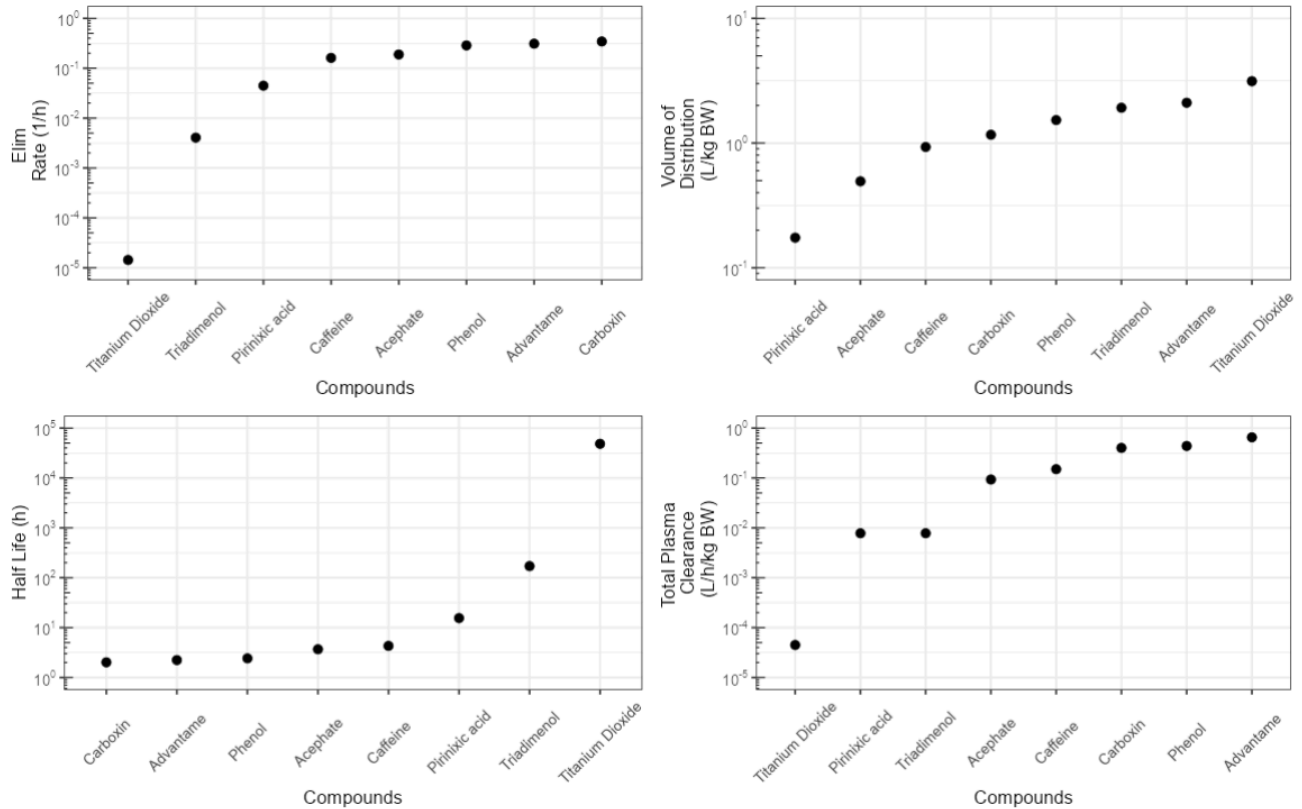 Elim
Rate (1/h)
10⁰
10⁻¹
10⁻²
10⁻³
10⁻⁴
10⁻⁵
Titanium Dioxide
Triadimenol
Pirinixic acid
Caffeine
Acephate
Phenol
Advantame
Carboxin
Compounds
Volume of
Distribution
(L/kg BW)
10¹
10⁰
10⁻¹
Pirinixic acid
Acephate
Caffeine
Carboxin
Phenol
Triadimenol
Advantame
Titanium Dioxide
Compounds
Half Life (h)
10⁵
10⁴
10³
10²
10¹
10⁰
Carboxin
Advantame
Phenol
Acephate
Caffeine
Pirinixic acid
Triadimenol
Titanium Dioxide
Compounds
Total Plasma
Clearance
(L/h/kg BW)
10⁰
10⁻¹
10⁻²
10⁻³
10⁻⁴
10⁻⁵
Titanium Dioxide
Pirinixic acid
Triadimenol
Acephate
Caffeine
Carboxin
Phenol
Advantame
Compounds